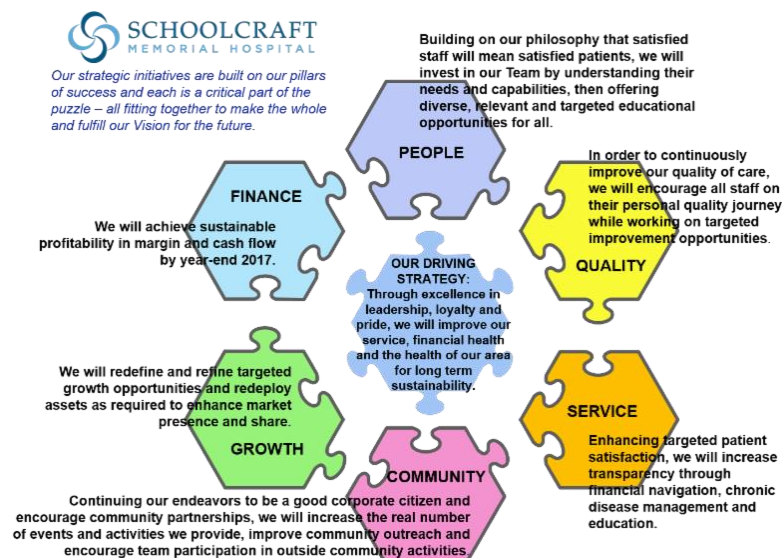 SCHOOLCRAFT
MEMORIAL HOSPITAL
Our strategic initiatives are built on our pillars
of success and each is a critical part of the
puzzle – all fitting together to make the whole
and fulfill our Vision for the future.
Building on our philosophy that satisfied
staff will mean satisfied patients, we will
invest in our Team by understanding their
needs and capabilities, then offering
diverse, relevant and targeted educational
opportunities for all.
PEOPLE
In order to continuously
improve our quality of care,
we will encourage all staff on
their personal quality journey
while working on targeted
improvement opportunities.
QUALITY
FINANCE
We will achieve sustainable
profitability in margin and cash flow
by year-end 2017.
OUR DRIVING
STRATEGY:
Through excellence in
leadership, loyalty and
pride, we will improve our
service, financial health
and the health of our area
for long term
sustainability.
We will redefine and refine targeted
growth opportunities and redeploy
assets as required to enhance market
presence and share.
GROWTH
SERVICE
Enhancing targeted patient
satisfaction, we will increase
transparency through
financial navigation, chronic
disease management and
education.
COMMUNITY
Continuing our endeavors to be a good corporate citizen and
encourage community partnerships, we will increase the real number
of events and activities we provide, improve community outreach and
encourage team participation in outside community activities.